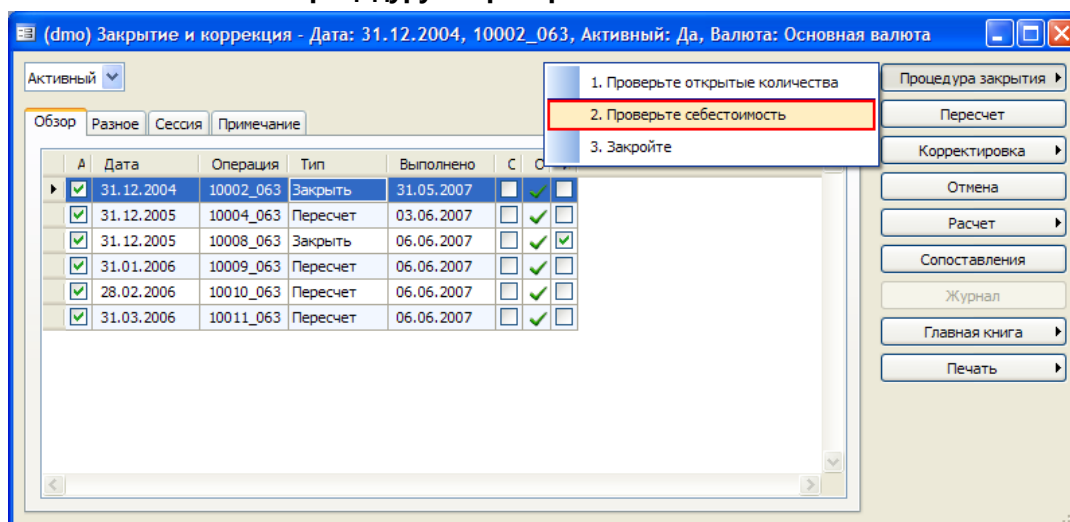 (dmo) Закрытие и коррекция - Дата: 31.12.2004, 10002_063, Активный: Да, Валюта: Основная валюта
Активный
1. Проверьте открытые количества
2. Проверьте себестоимость
3. Закройте
Процедура закрытия
Пересчет
Корректировка
Отмена
Расчет
Сопоставления
Журнал
Главная книга
Печать
Обзор Разное Сессия Примечание
А Дата Операция Тип Выполнено С
31.12.2004 10002_063 Закрыть 31.05.2007
31.12.2005 10004_063 Пересчет 03.06.2007
31.12.2005 10008_063 Закрыть 06.06.2007
31.01.2006 10009_063 Пересчет 06.06.2007
28.02.2006 10010_063 Пересчет 06.06.2007
31.03.2006 10011_063 Пересчет 06.06.2007